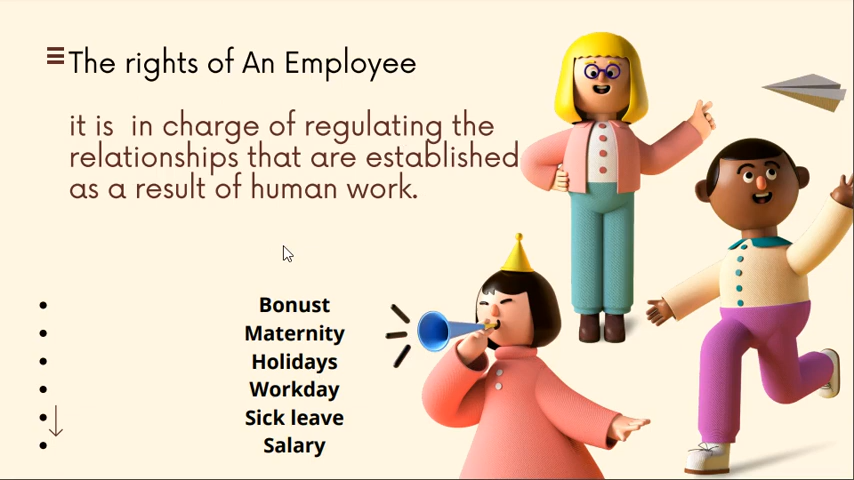 The rights of An Employee
it is in charge of regulating the
relationships that are established
as a result of human work.
Bonust
Maternity
Holidays
Workday
Sick leave
Salary